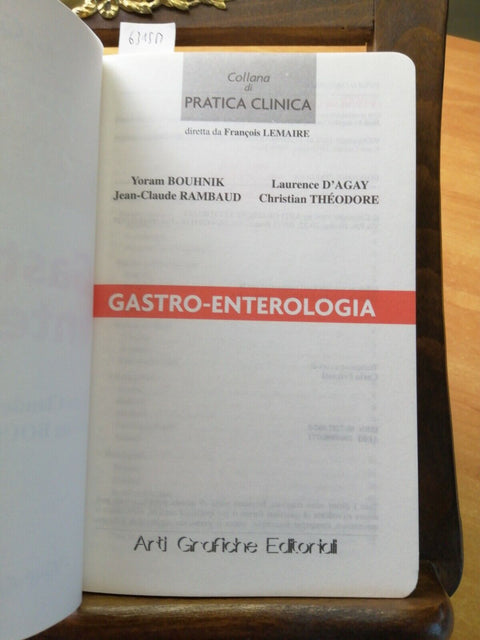 6315D
Collana
di
PRATICA CLINICA
diretta da François LEMAIRE
Yoram BOUHNIK
Jean-Claude RAMBAUD
Laurence D'AGAY
Christian THÉODORE
GASTRO-ENTEROLOGIA
Arti Grafiche Editoriali